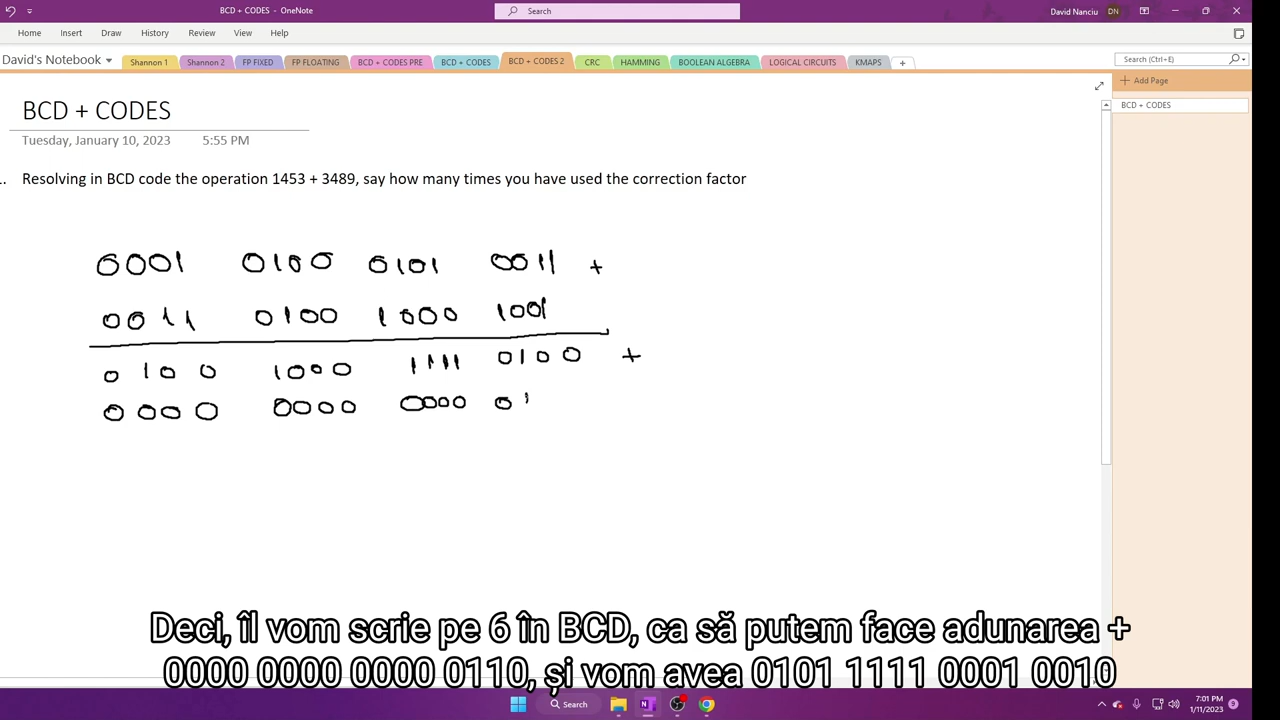 BCD + CODES - OneNote
Search
David Nanciu
DN
Home Insert Draw History Review View Help
David's Notebook
Shannon 1 Shannon 2 FP FIXED FP FLOATING BCD + CODES PRE BCD + CODES BCD + CODES 2 CRC HAMMING BOOLEAN ALGEBRA LOGICAL CIRCUITS KMAPS +
Search (Ctrl+E)
Add Page
BCD + CODES
BCD + CODES
Tuesday, January 10, 2023 5:55 PM
. Resolving in BCD code the operation 1453 + 3489, say how many times you have used the correction factor
0001 0100 0101 0011 +
0011 0100 1000 1001
0100 1000 1111 0100 +
0000 0000 0000 01
Deci, îl vom scrie pe 6 în BCD, ca să putem face adunarea +
0000 0000 0000 0110, și vom avea 0101 1111 0001 0010
Search
7:01 PM
1/11/2023